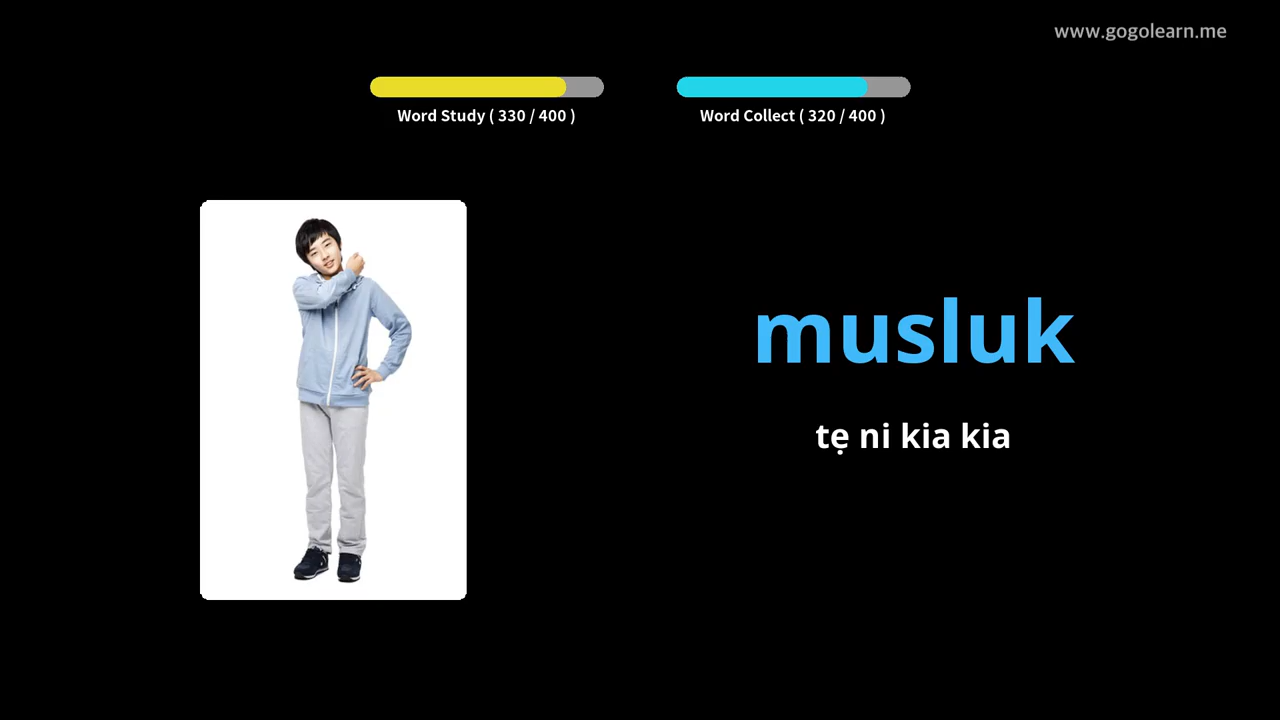 www.gogolearn.me
Word Study ( 330 / 400 )
Word Collect ( 320 / 400 )
musluk
tẹ ni kia kia